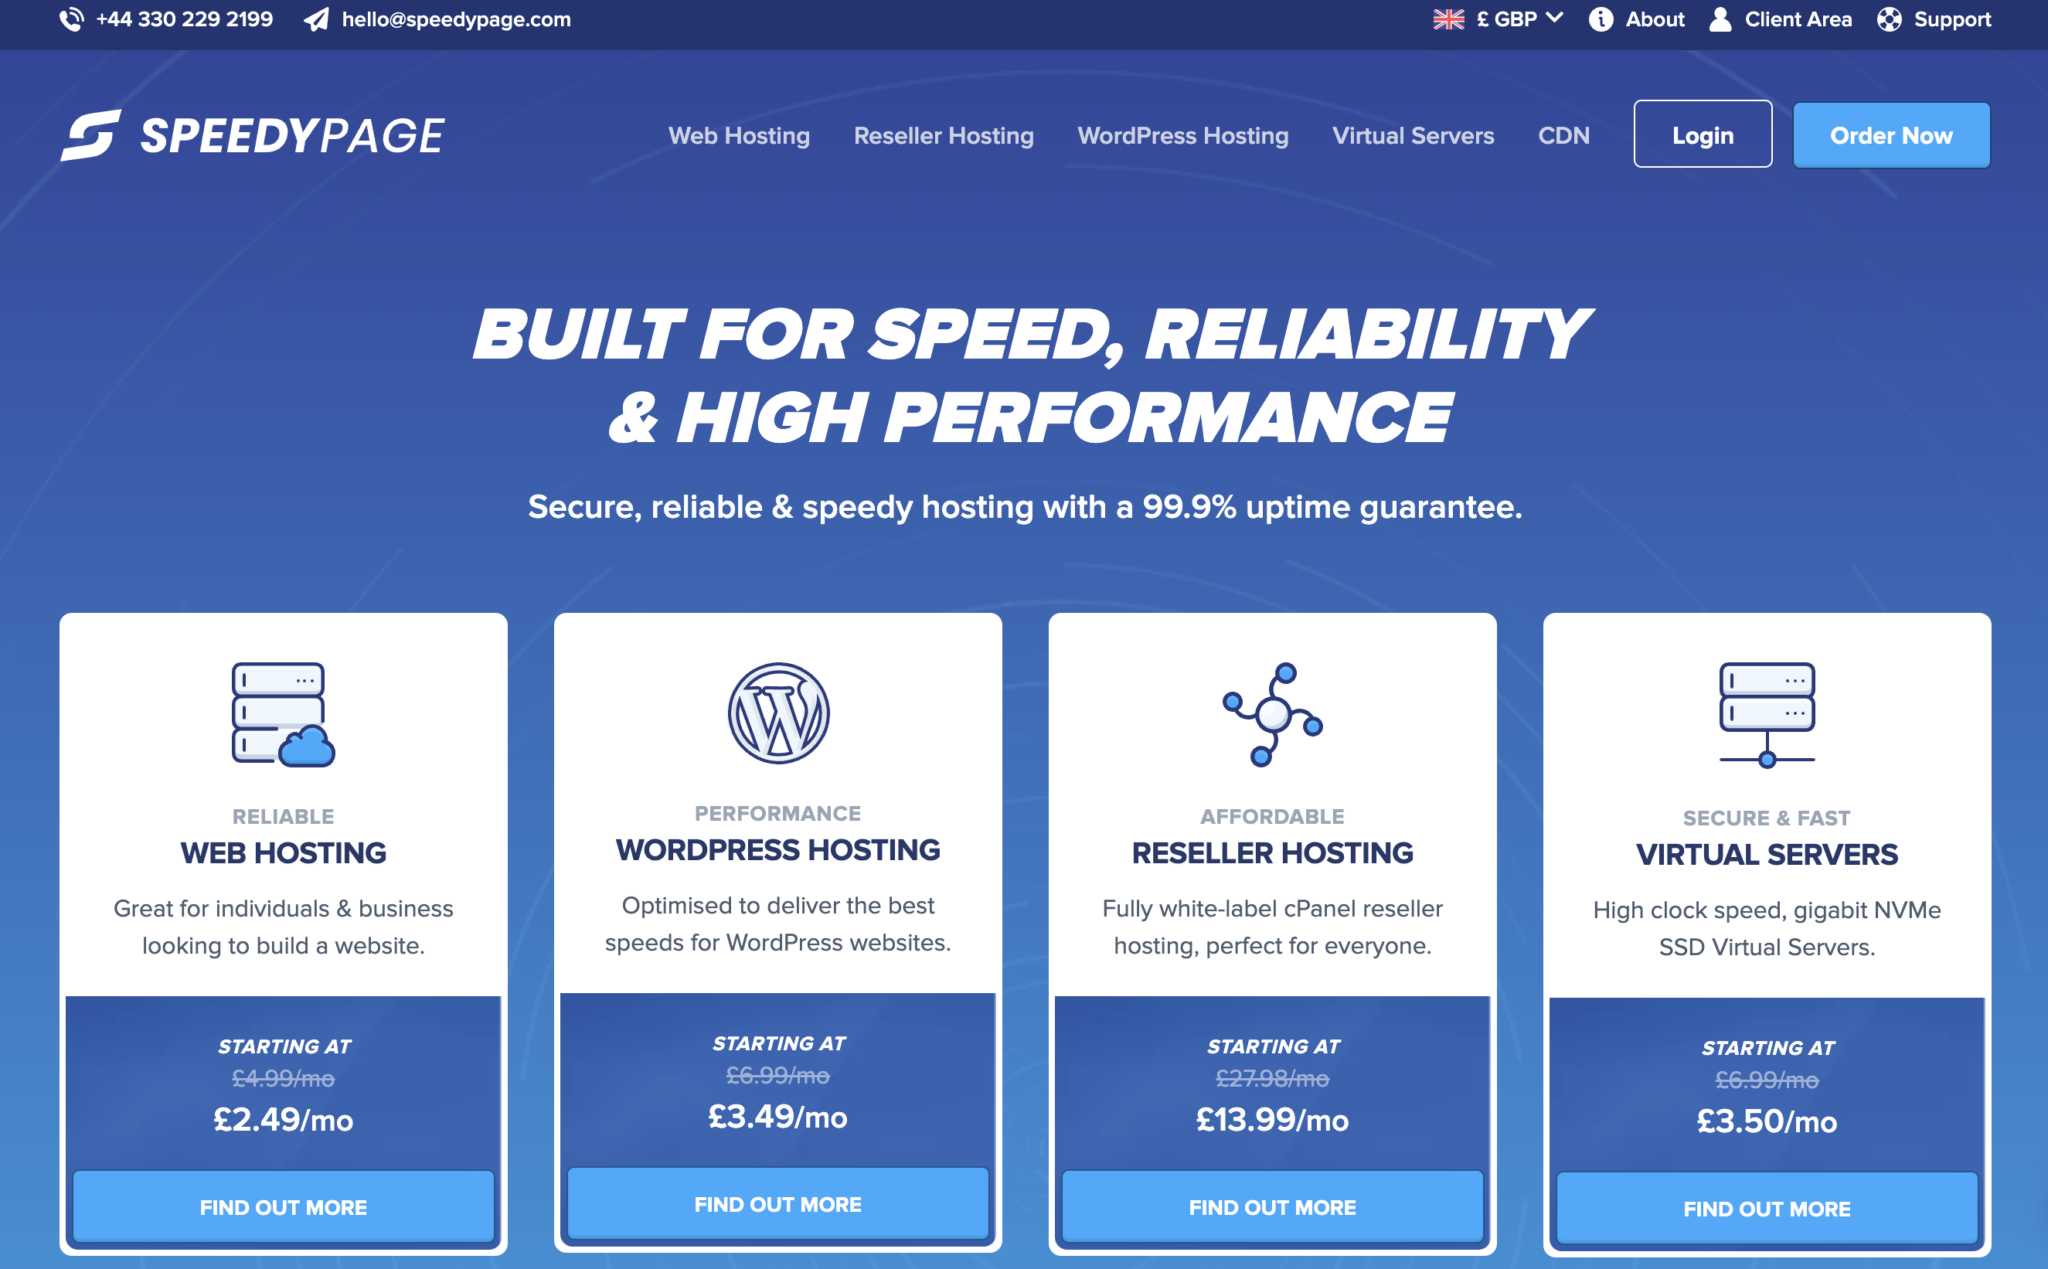 +44 330 229 2199 hello@speedypage.com £ GBP About Client Area Support
SPEEDYPAGE Web Hosting Reseller Hosting WordPress Hosting Virtual Servers CDN Login Order Now
BUILT FOR SPEED, RELIABILITY
& HIGH PERFORMANCE
Secure, reliable & speedy hosting with a 99.9% uptime guarantee.
RELIABLE
WEB HOSTING
Great for individuals & business
looking to build a website.
STARTING AT
£4.99/mo
£2.49/mo
FIND OUT MORE
PERFORMANCE
WORDPRESS HOSTING
Optimised to deliver the best
speeds for WordPress websites.
STARTING AT
£6.99/mo
£3.49/mo
FIND OUT MORE
AFFORDABLE
RESELLER HOSTING
Fully white-label cPanel reseller
hosting, perfect for everyone.
STARTING AT
£27.98/mo
£13.99/mo
FIND OUT MORE
SECURE & FAST
VIRTUAL SERVERS
High clock speed, gigabit NVMe
SSD Virtual Servers.
STARTING AT
£6.99/mo
£3.50/mo
FIND OUT MORE